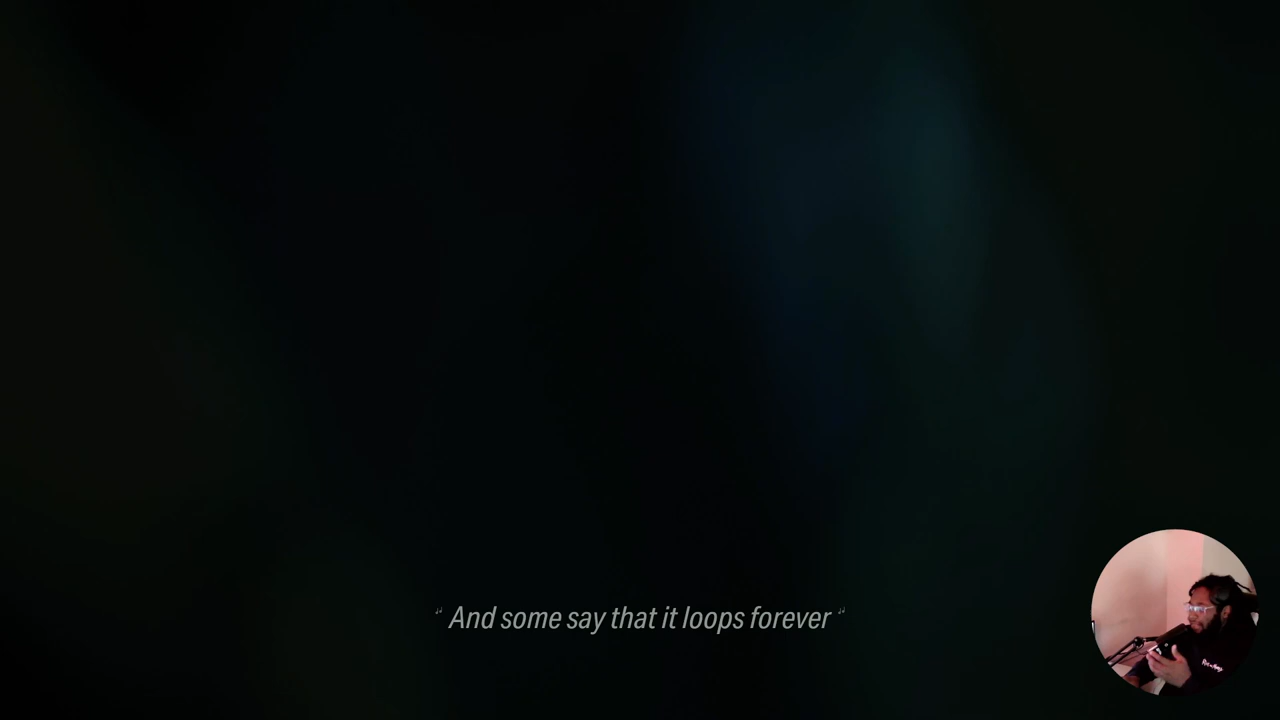 ♫ And some say that it loops forever ♫